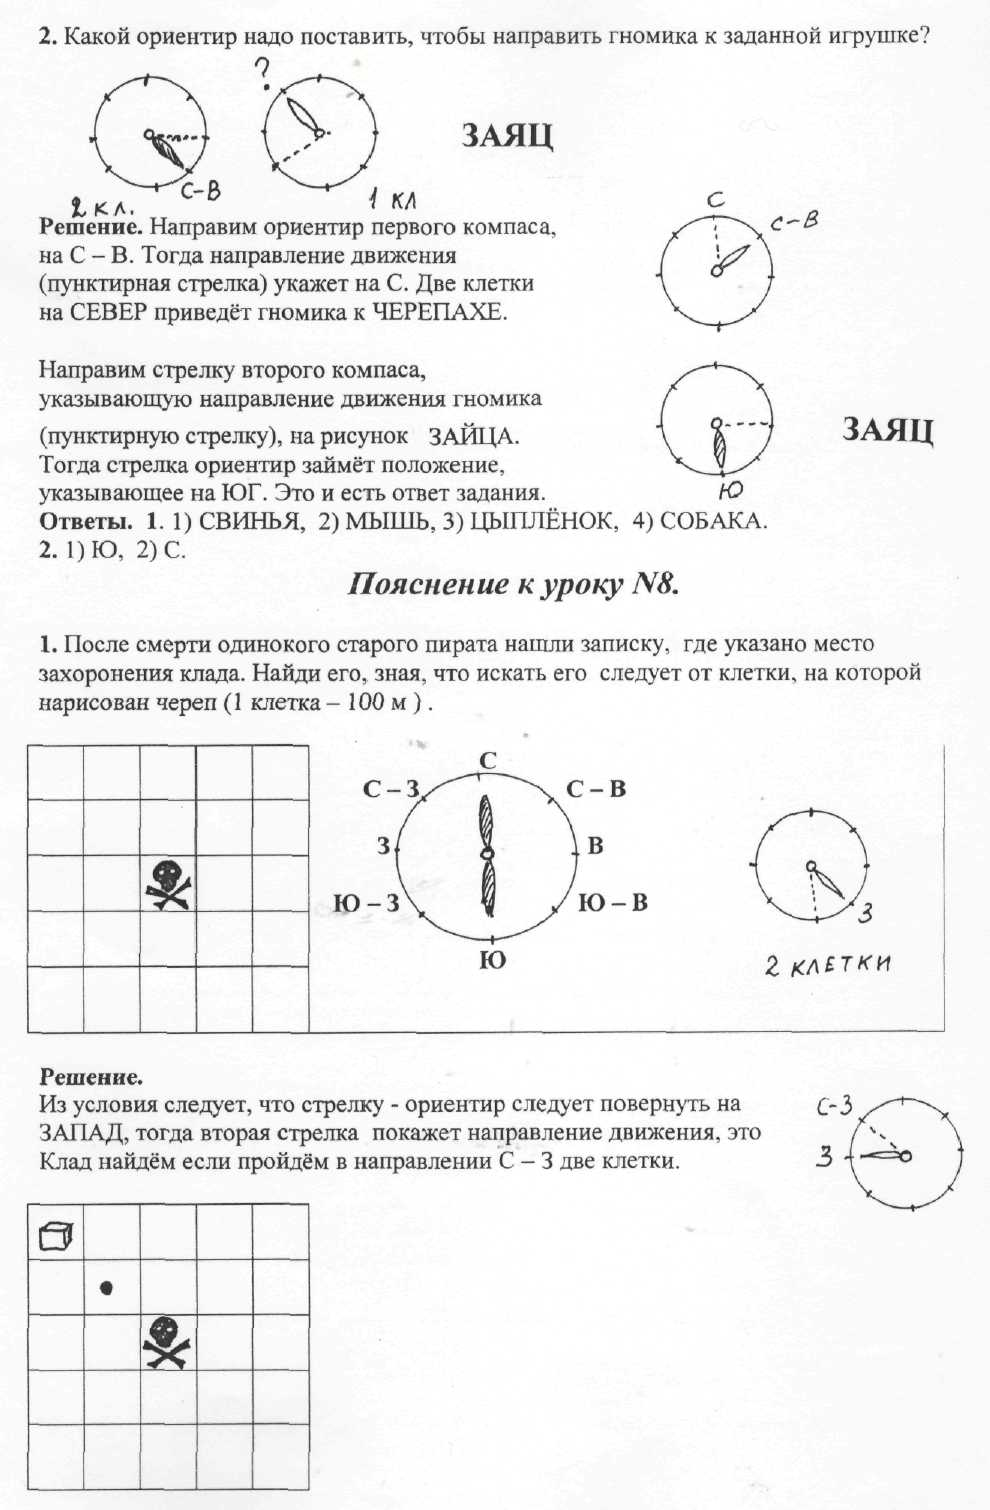 2. Какой ориентир надо поставить, чтобы направить гномика к заданной игрушке?
?
ЗАЯЦ
С-В
2 КЛ.
1 КЛ
Решение. Направим ориентир первого компаса,
на С – В. Тогда направление движения
(пунктирная стрелка) укажет на С. Две клетки
на СЕВЕР приведёт гномика к ЧЕРЕПАХЕ.
С
С-В
Направим стрелку второго компаса,
указывающую направление движения гномика
(пунктирную стрелку), на рисунок ЗАЙЦА.
Тогда стрелка ориентир займёт положение,
указывающее на ЮГ. Это и есть ответ задания.
ЗАЯЦ
Ю
Ответы. 1. 1) СВИНЬЯ, 2) МЫШЬ, 3) ЦЫПЛЁНОК, 4) СОБАКА.
2. 1) Ю, 2) С.
Пояснение к уроку N8.
1. После смерти одинокого старого пирата нашли записку, где указано место
захоронения клада. Найди его, зная, что искать его следует от клетки, на которой
нарисован череп (1 клетка – 100 м ) .
С
С – З
С – В
З
В
Ю – З
Ю – В
Ю
З
2 КЛЕТКИ
Решение.
Из условия следует, что стрелку - ориентир следует повернуть на
ЗАПАД, тогда вторая стрелка покажет направление движения, это
Клад найдём если пройдём в направлении С – З две клетки.
С-З
З